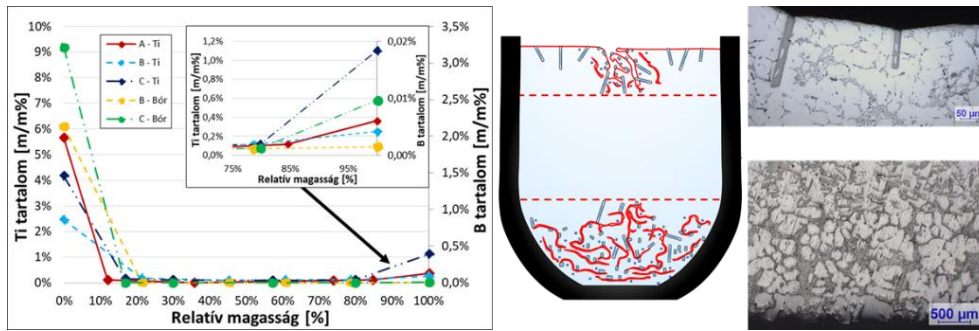 Ti tartalom [m/m%]
10%
9%
8%
7%
6%
5%
4%
3%
2%
1%
0%
A - Ti
B - Ti
C - Ti
B - Bór
C - Bór
Ti tartalom [m/m%]
1,2%
1,0%
0,8%
0,6%
0,4%
0,2%
0,0%
0,02%
0,01%
0,00%
B tartalom [m/m%]
75% 85% 95%
Relatív magasság [%]
3,5%
3,0%
2,5%
2,0%
1,5%
1,0%
0,5%
0,0%
B tartalom [m/m%]
0% 10% 20% 30% 40% 50% 60% 70% 80% 90% 100%
Relatív magasság [%]
50 µm
500 µm